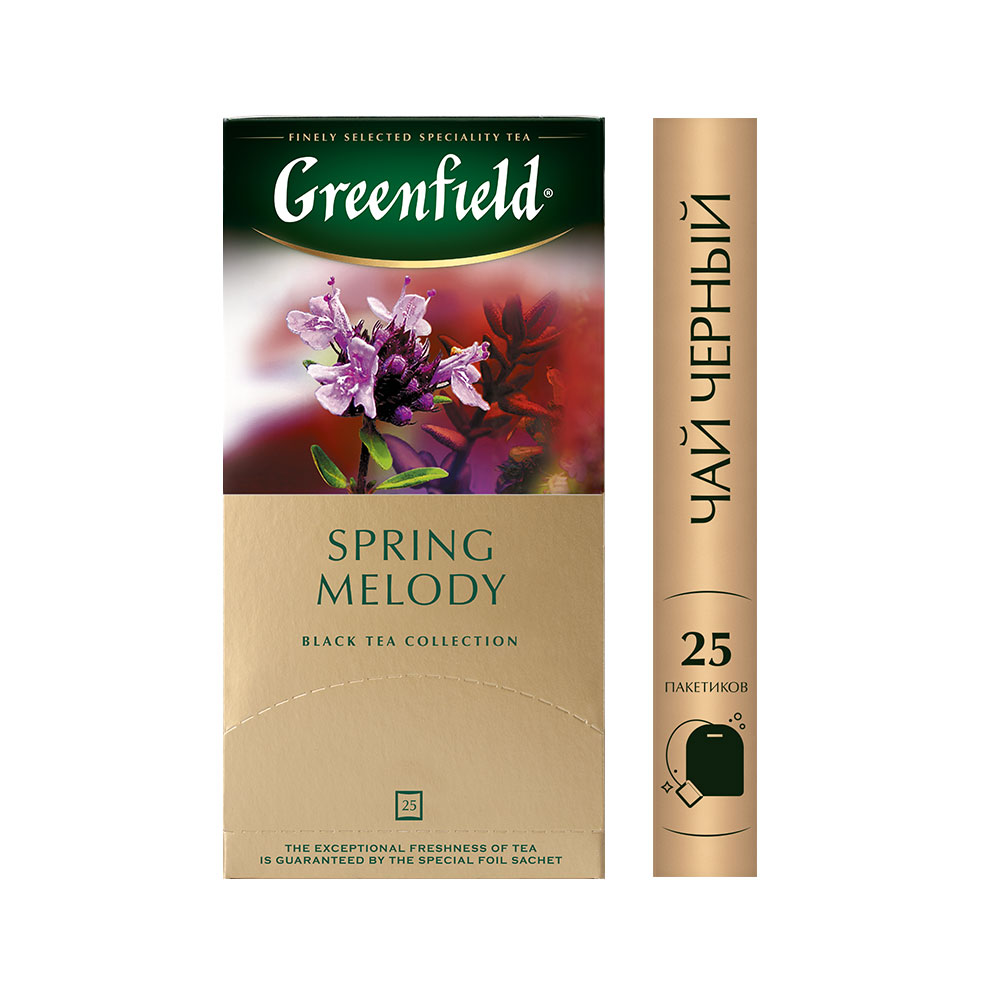 FINELY SELECTED SPECIALITY TEA
Greenfield®
SPRING
MELODY
BLACK TEA COLLECTION
25
THE EXCEPTIONAL FRESHNESS OF TEA
IS GUARANTEED BY THE SPECIAL FOIL SACHET
ЧАЙ ЧЕРНЫЙ
25
ПАКЕТИКОВ